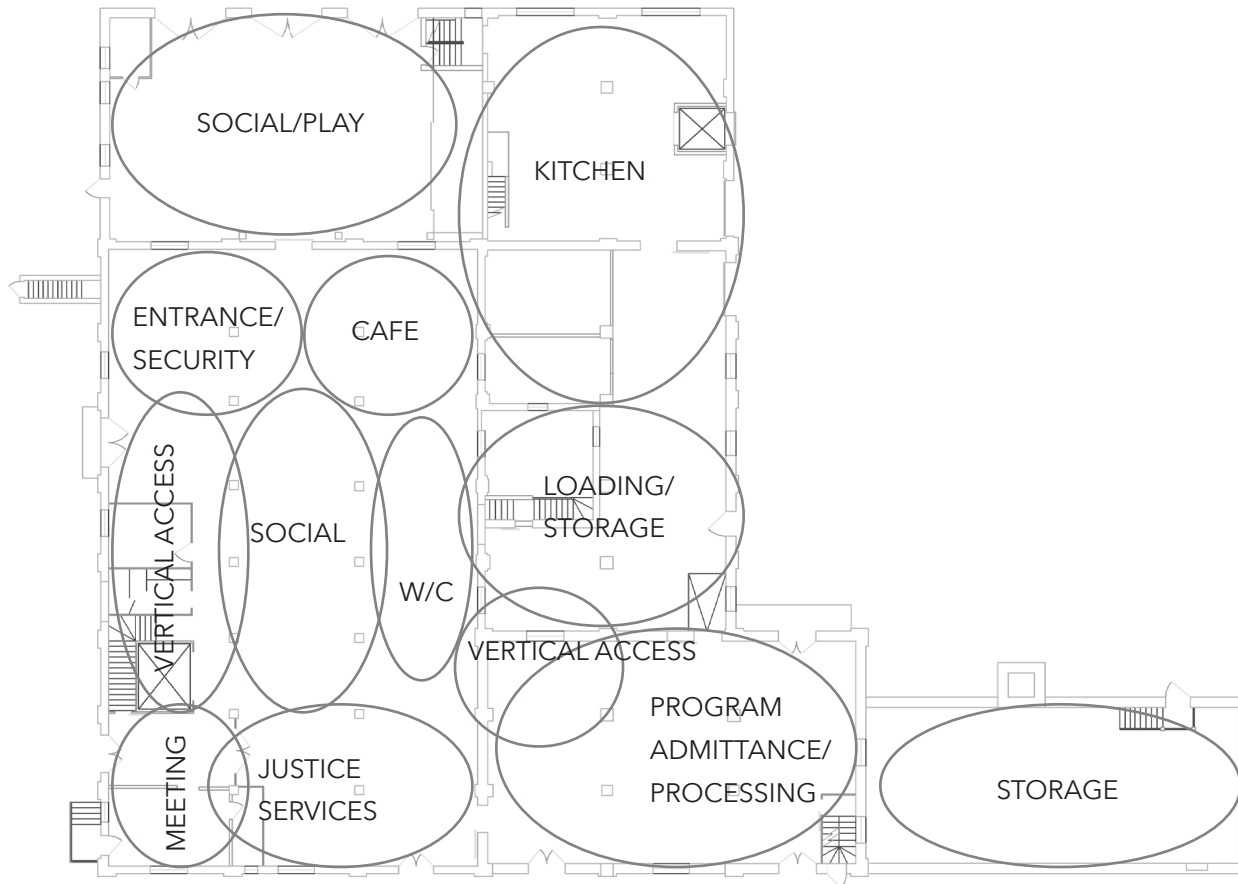 SOCIAL/PLAY
KITCHEN
ENTRANCE/
SECURITY
CAFE
VERTICAL ACCESS
SOCIAL
W/C
LOADING/
STORAGE
VERTICAL ACCESS
PROGRAM
ADMITTANCE/
PROCESSING
MEETING
JUSTICE
SERVICES
STORAGE